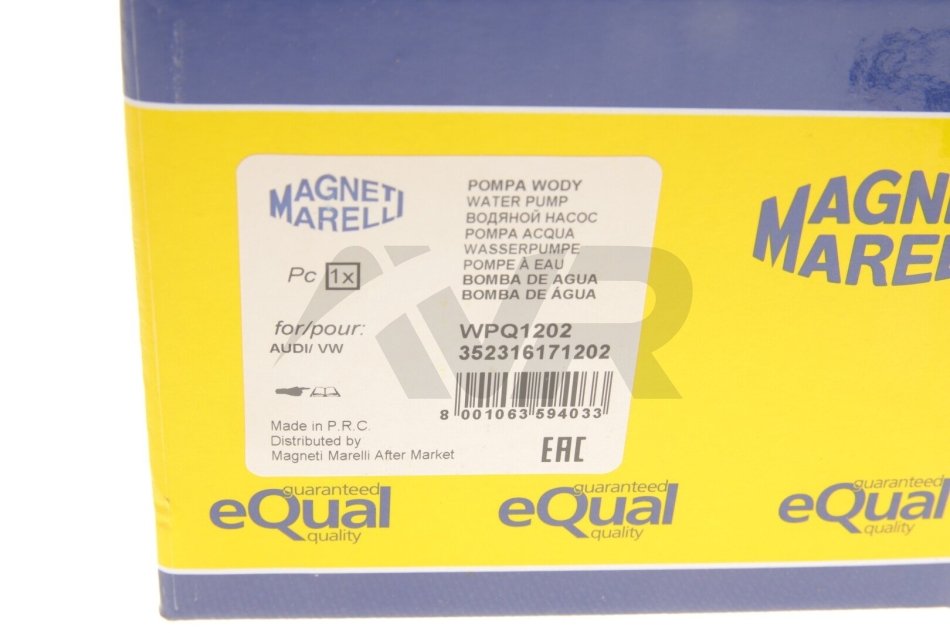 MAGNETI
MARELLI
POMPA WODY
WATER PUMP
ВОДЯНОЙ НАСОС
POMPA ACQUA
WASSERPUMPE
POMPE À EAU
BOMBA DE AGUA
BOMBA DE ÁGUA
Pc 1x
for/pour:
AUDI/ VW
WPQ1202
352316171202
8 001063 594033
Made in P.R.C.
Distributed by
Magneti Marelli After Market
EAC
MAGNE
MAREL
guaranteed
eQual
quality
guaranteed
eQual
quality
guaranteed
eQual
quality